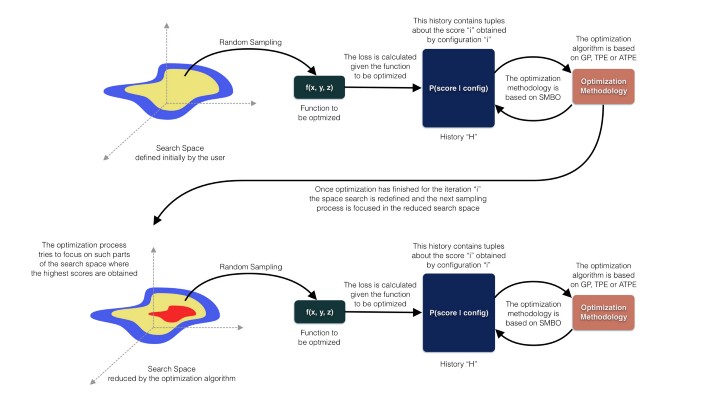 This history contains tuples
about the score "i" obtained
by configuration "i"
Random Sampling
The optimization
algorithm is based
on GP, TPE or ATPE
The loss is calculated
given the function
to be optimized
f(x, y, z)
P(score | config)
The optimization
methodology is
based on SMBO
Optimization
Methodology
Function to
be optmized
History "H"
Search Space
defined initially by the user
Once optimization has finished for the iteration "i"
the space search is redefined and the next sampling
process is focused in the reduced search space
The optimization process
tries to focus on such parts
of the search space where
the highest scores are obtained
This history contains tuples
about the score "i" obtained
by configuration "i"
Random Sampling
The optimization
algorithm is based
on GP, TPE or ATPE
The loss is calculated
given the function
to be optimized
f(x, y, z)
P(score | config)
The optimization
methodology is
based on SMBO
Optimization
Methodology
Function to
be optmized
History "H"
Search Space
reduced by the optimization algorithm